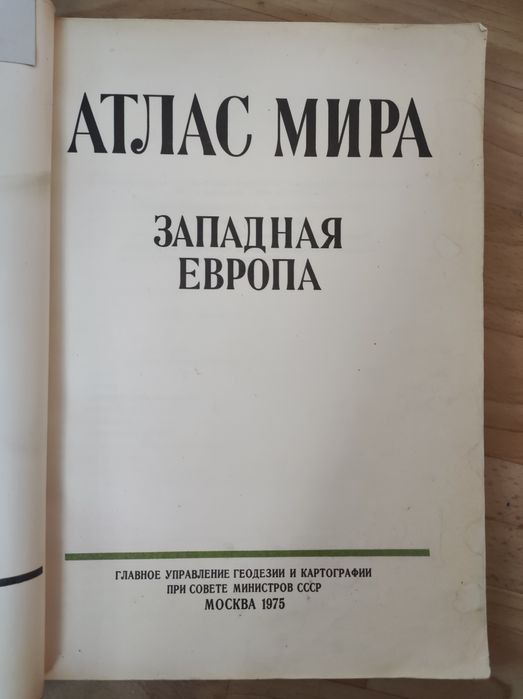 АТЛАС МИРА
ЗАПАДНАЯ
ЕВРОПА
ГЛАВНОЕ УПРАВЛЕНИЕ ГЕОДЕЗИИ И КАРТОГРАФИИ
ПРИ СОВЕТЕ МИНИСТРОВ СССР
МОСКВА 1975